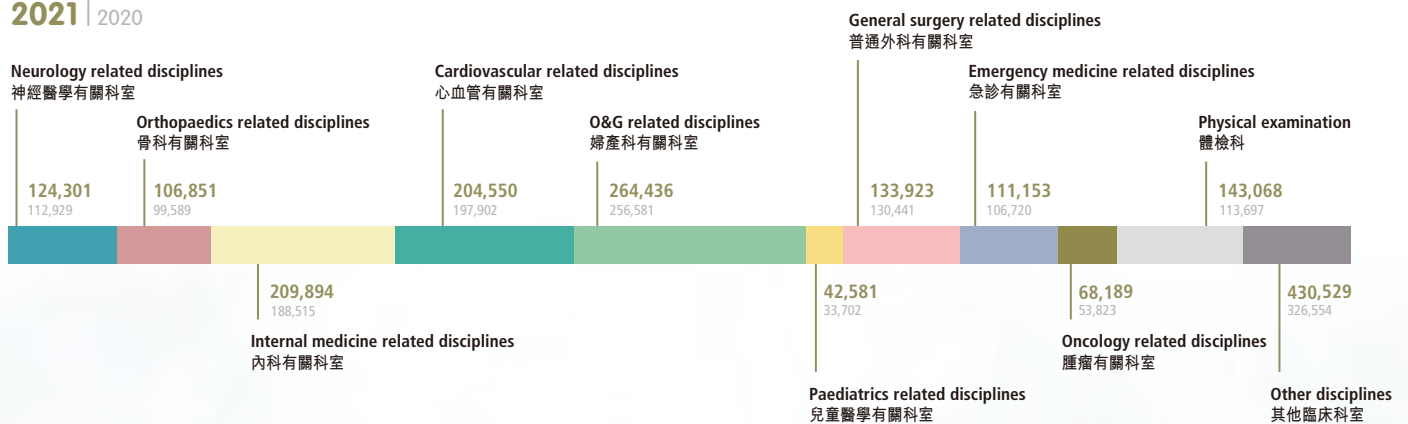 2021 | 2020
General surgery related disciplines
普通外科有關科室
Neurology related disciplines
神經醫學有關科室
Cardiovascular related disciplines
心血管有關科室
Emergency medicine related disciplines
急診有關科室
Orthopaedics related disciplines
骨科有關科室
O&G related disciplines
婦產科有關科室
Physical examination
體檢科
124,301
112,929
106,851
99,589
204,550
197,902
264,436
256,581
133,923
130,441
111,153
106,720
143,068
113,697
209,894
188,515
42,581
33,702
68,189
53,823
430,529
326,554
Internal medicine related disciplines
內科有關科室
Oncology related disciplines
腫瘤有關科室
Paediatrics related disciplines
兒童醫學有關科室
Other disciplines
其他臨床科室